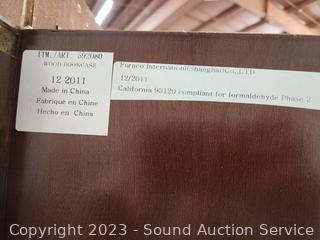 ITM./ART. 592080
WOOD BOOKCASE
12 2011
Made in China
Fabriqué en Chine
Hecho en China
Furnco International(Shanghai)Co.,LTD
12/2011
California 93120 compliant for formaldehyde Phase 2
Copyright 2023 - Sound Auction Service